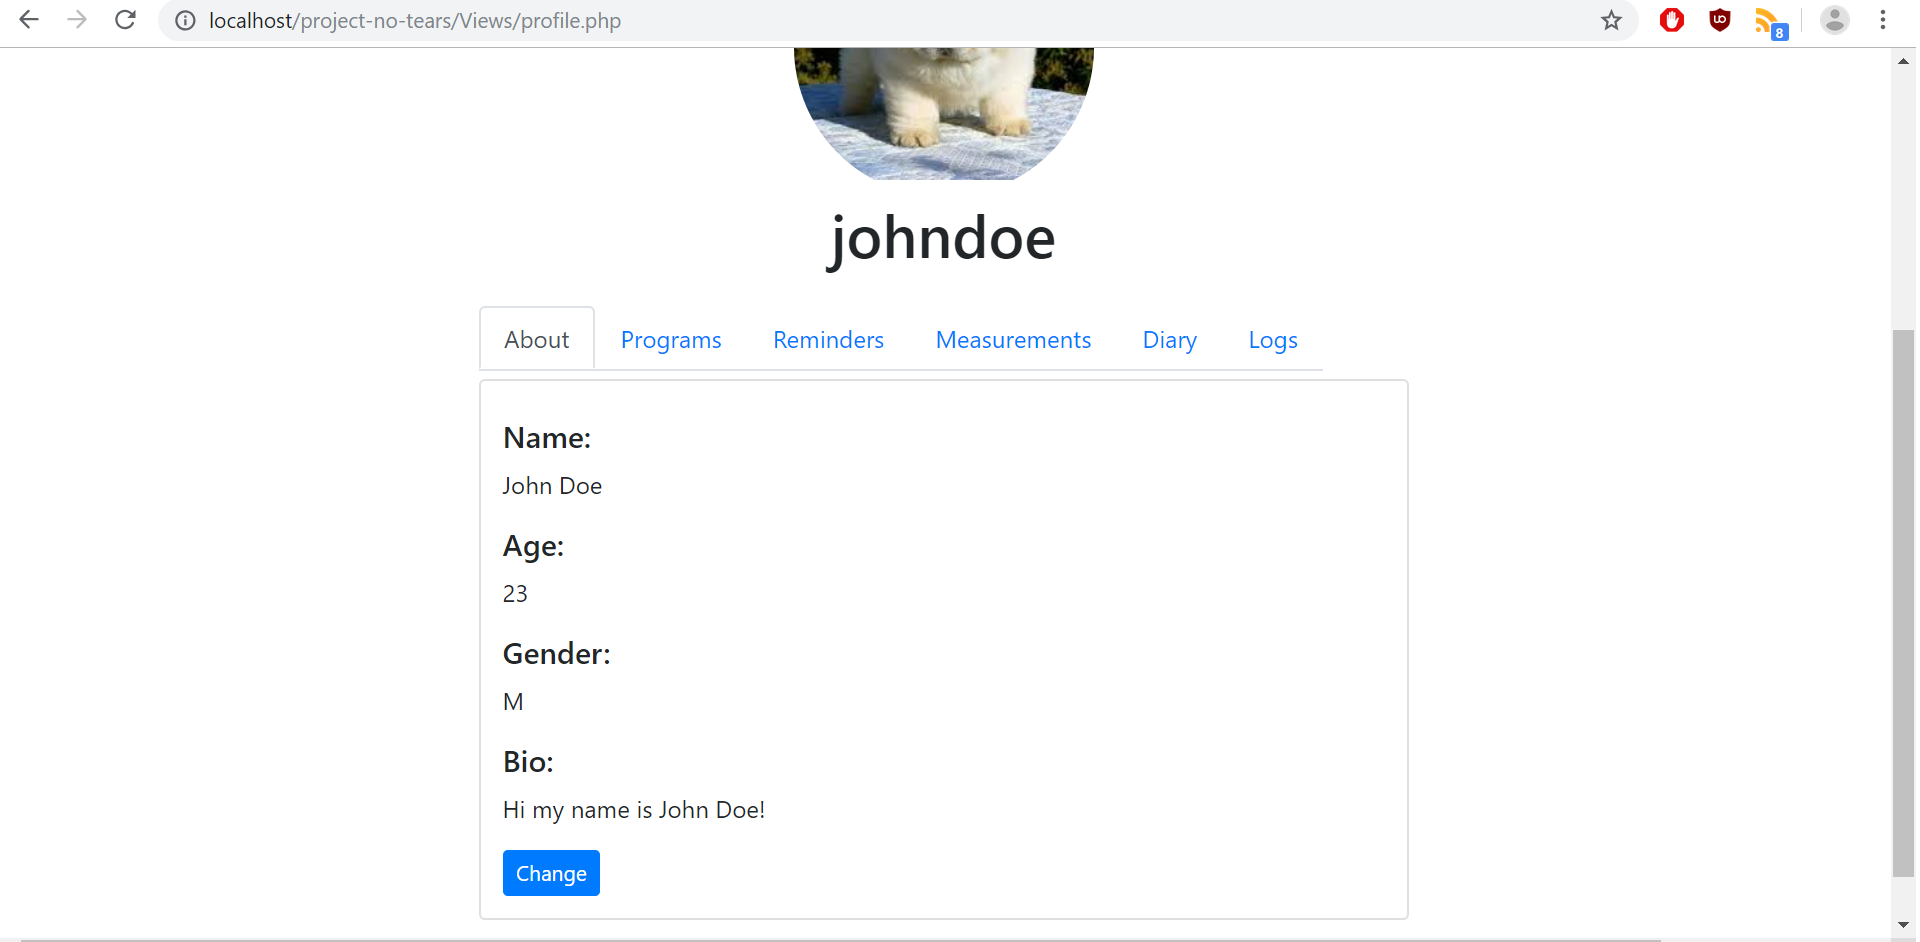 localhost/project-no-tears/Views/profile.php
8
johndoe
About Programs Reminders Measurements Diary Logs
Name:
John Doe
Age:
23
Gender:
M
Bio:
Hi my name is John Doe!
Change